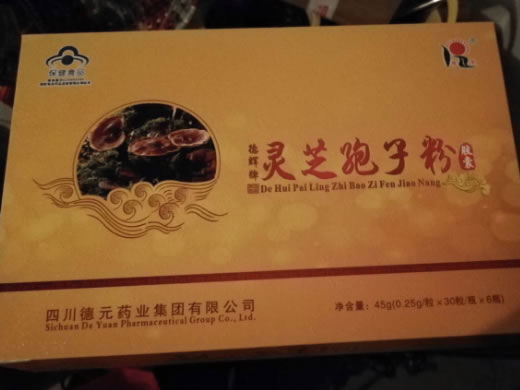 保健食品
德辉牌
灵芝孢子粉
胶囊
De Hui Pai Ling Zhi Bao Zi Fen Jiao Nang
四川德元药业集团有限公司
Sichuan De Yuan Pharmaceutical Group Co., Ltd.
净含量：45g(0.25g/粒×30粒/瓶×6瓶)